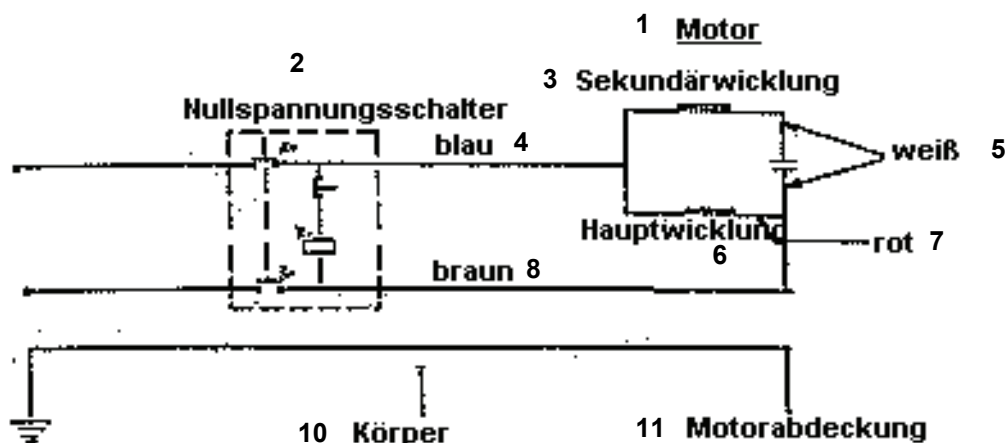 1 Motor
2
3 Sekundärwicklung
Nullspannungsschalter
blau 4
weiß 5
Hauptwicklung
6
rot 7
braun 8
10 Körper
11 Motorabdeckung